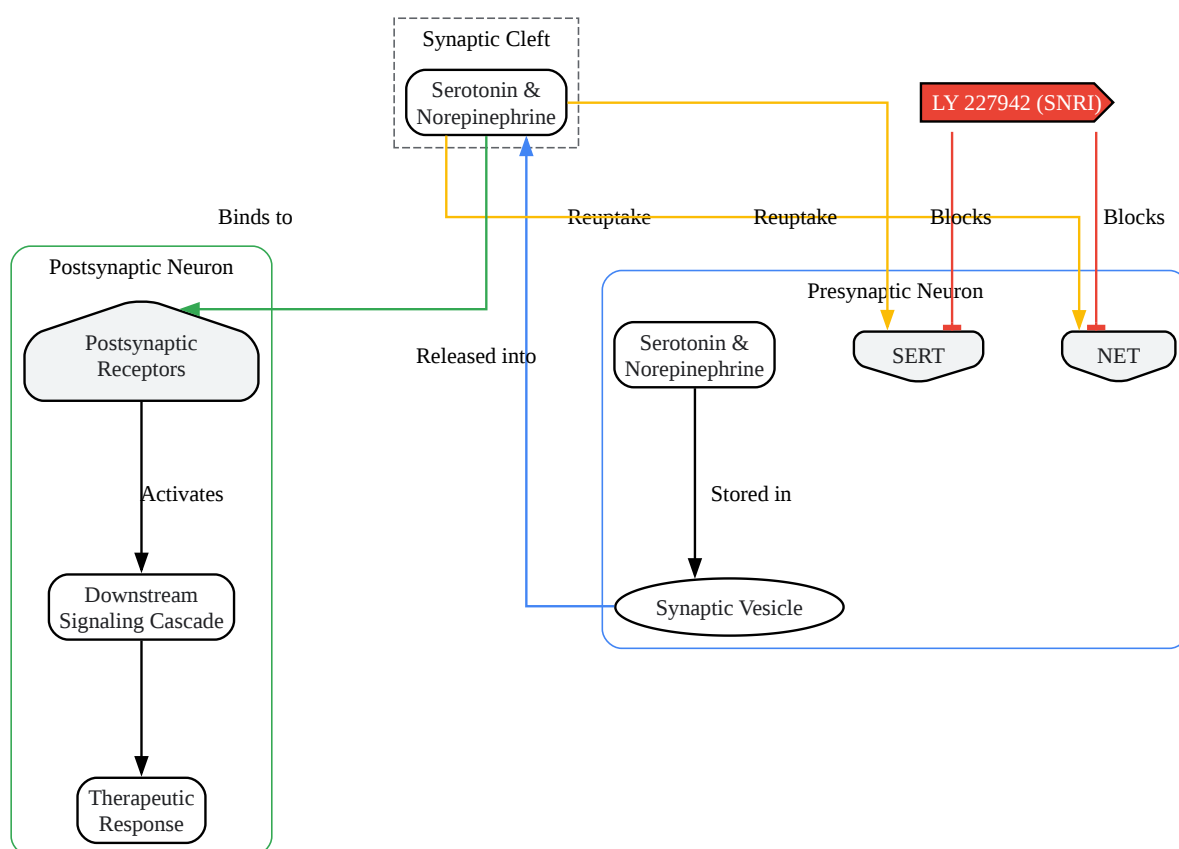 Synaptic Cleft
Serotonin &
Norepinephrine
LY 227942 (SNRI)
Binds to
Reuptake
Reuptake
Blocks
Blocks
Postsynaptic Neuron
Presynaptic Neuron
Postsynaptic
Receptors
Released into
Serotonin &
Norepinephrine
SERT
NET
Activates
Stored in
Downstream
Signaling Cascade
Synaptic Vesicle
Therapeutic
Response